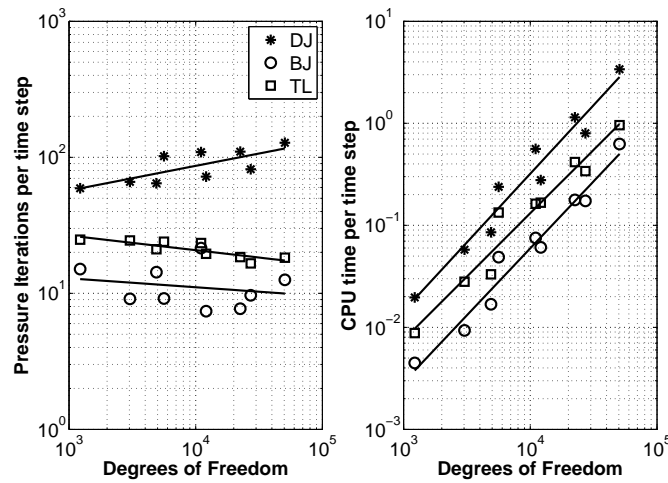 10^3
10^2
10^1
10^0
Pressure Iterations per time step
DJ
BJ
TL
10^3
10^4
10^5
Degrees of Freedom
10^1
10^0
10^-1
10^-2
10^-3
CPU time per time step
10^3
10^4
10^5
Degrees of Freedom